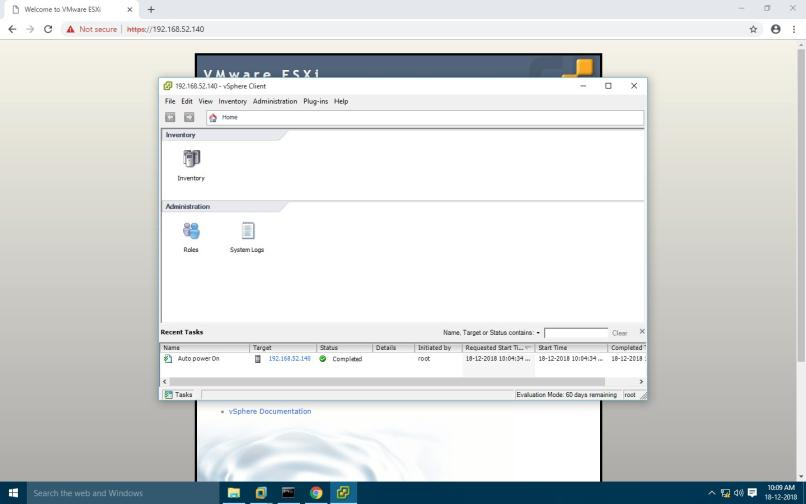 Welcome to VMware ESXi
Not secure | https://192.168.52.140
VMware ESXi
192.168.52.140 - vSphere Client
File Edit View Inventory Administration Plug-ins Help
Home
Inventory
Inventory
Administration
Roles System Logs
Recent Tasks Name, Target or Status contains: Clear
Name Target Status Details Initiated by Requested Start Ti... Start Time Completed T
Auto power On 192.168.52.140 Completed root 18-12-2018 10:04:34 ... 18-12-2018 10:04:34 ... 18-12-2018 1
Tasks Evaluation Mode: 60 days remaining root
vSphere Documentation
Search the web and Windows
10:09 AM
18-12-2018